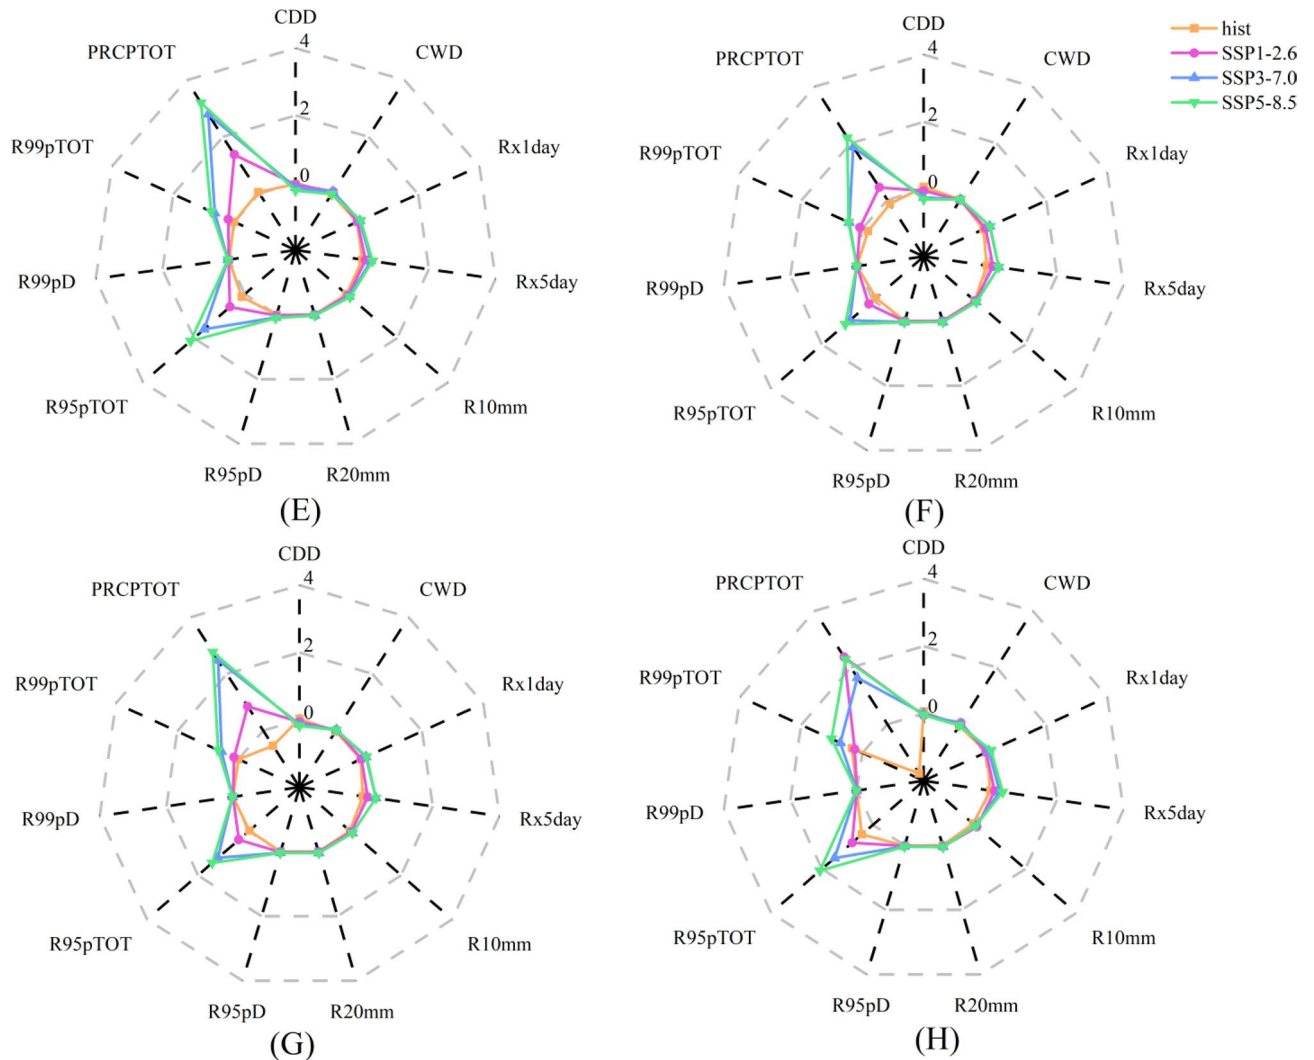 CDD
4
CWD
PRCPTOT
2
R99pTOT
Rx1day
0
R99pD
Rx5day
R95pTOT
R10mm
R95pD
R20mm
(E)
CDD
4
CWD
PRCPTOT
2
R99pTOT
Rx1day
0
R99pD
Rx5day
R95pTOT
R10mm
R95pD
R20mm
(F)
hist
SSP1-2.6
SSP3-7.0
SSP5-8.5
CDD
4
CWD
PRCPTOT
2
R99pTOT
Rx1day
0
R99pD
Rx5day
R95pTOT
R10mm
R95pD
R20mm
(G)
CDD
4
CWD
PRCPTOT
2
R99pTOT
Rx1day
0
R99pD
Rx5day
R95pTOT
R10mm
R95pD
R20mm
(H)